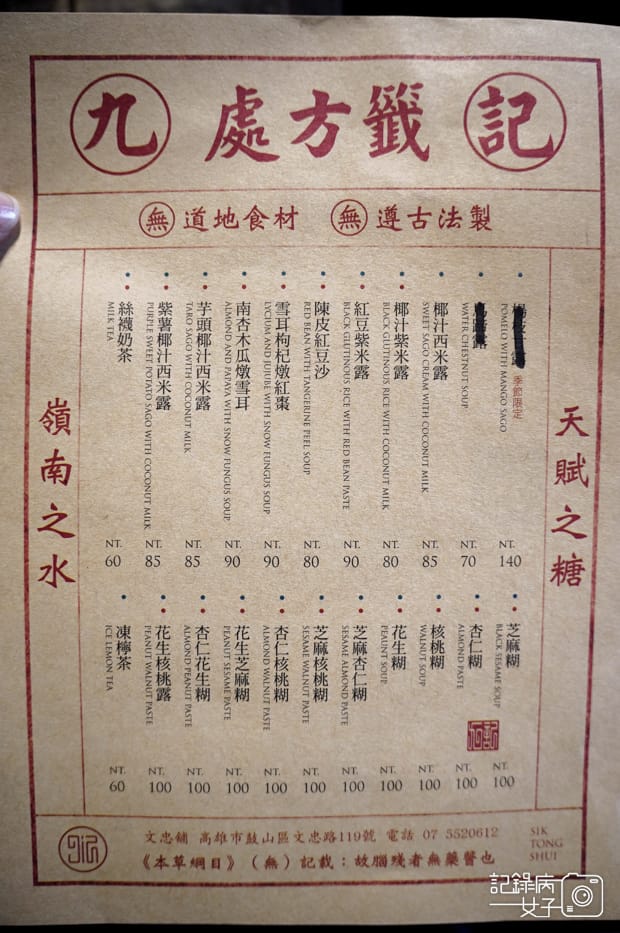 九 處方籤 記
無 道地食材 無 遵古法製
天賦之糖
季節限定
POMELO WITH MANGO SAGO
NT. 140
露
WATER CHESTNUT SOUP
NT. 70
椰汁西米露
SWEET SAGO CREAM WITH COCONUT MILK
NT. 85
椰汁紫米露
BLACK GLUTINOUS RICE WITH COCONUT MILK
NT. 80
紅豆紫米露
BLACK GLUTINOUS RICE WITH RED BEAN PASTE
NT. 90
陳皮紅豆沙
RED BEAN WITH TANGERINE PEEL SOUP
NT. 80
雪耳枸杞燉紅棗
LYCIUM AND JUJUBE WITH SNOW FUNGUS SOUP
NT. 90
南杏木瓜燉雪耳
ALMOND AND PAPAYA WITH SNOW FUNGUS SOUP
NT. 90
芋頭椰汁西米露
TARO SAGO WITH COCONUT MILK
NT. 85
紫薯椰汁西米露
PURPLE SWEET POTATO SAGO WITH COCONUT MILK
NT. 85
絲襪奶茶
MILK TEA
NT. 60
芝麻糊
BLACK SESAME SOUP
NT. 100
杏仁糊
ALMOND PASTE
NT. 100
核桃糊
WALNUT SOUP
NT. 100
花生糊
PEAUNT SOUP
NT. 100
芝麻杏仁糊
SESAME ALMOND PASTE
NT. 100
芝麻核桃糊
SESAME WALNUT PASTE
NT. 100
杏仁核桃糊
ALMOND WALNUT PASTE
NT. 100
花生芝麻糊
PEANUT SESAME PASTE
NT. 100
杏仁花生糊
ALMOND PEANUT PASTE
NT. 100
花生核桃露
PEANUT WALNUT PASTE
NT. 100
凍檸茶
ICE LEMON TEA
NT. 60
嶺南之水
文忠鋪 高雄市鼓山區文忠路119號 電話 07 5520612
《本草綱目》（無）記載：故腦殘者無藥醫也
SIK
TONG
SHUI
記錄病
女子